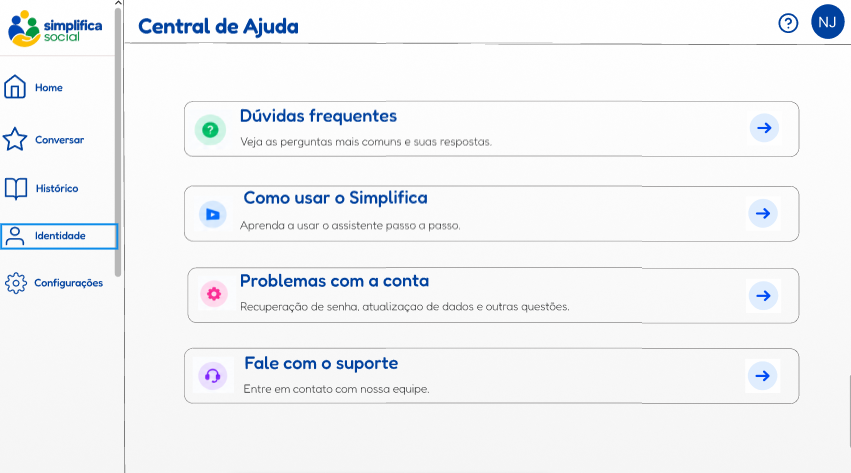 simplifica
social
Central de Ajuda
?
NJ
Home
Conversar
Histórico
Identidade
Configurações
?
Dúvidas frequentes
Veja as perguntas mais comuns e suas respostas.
Como usar o Simplifica
Aprenda a usar o assistente passo a passo.
Problemas com a conta
Recuperação de senha, atualizaçao de dados e outras questões.
Fale com o suporte
Entre em contato com nossa equipe.